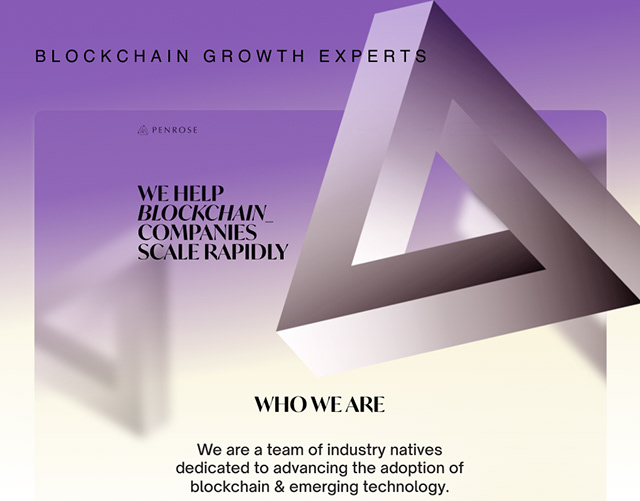 BLOCKCHAIN GROWTH EXPERTS
PENROSE
WE HELP
BLOCKCHAIN_
COMPANIES
SCALE RAPIDLY
WHO WE ARE
We are a team of industry natives
dedicated to advancing the adoption of
blockchain & emerging technology.